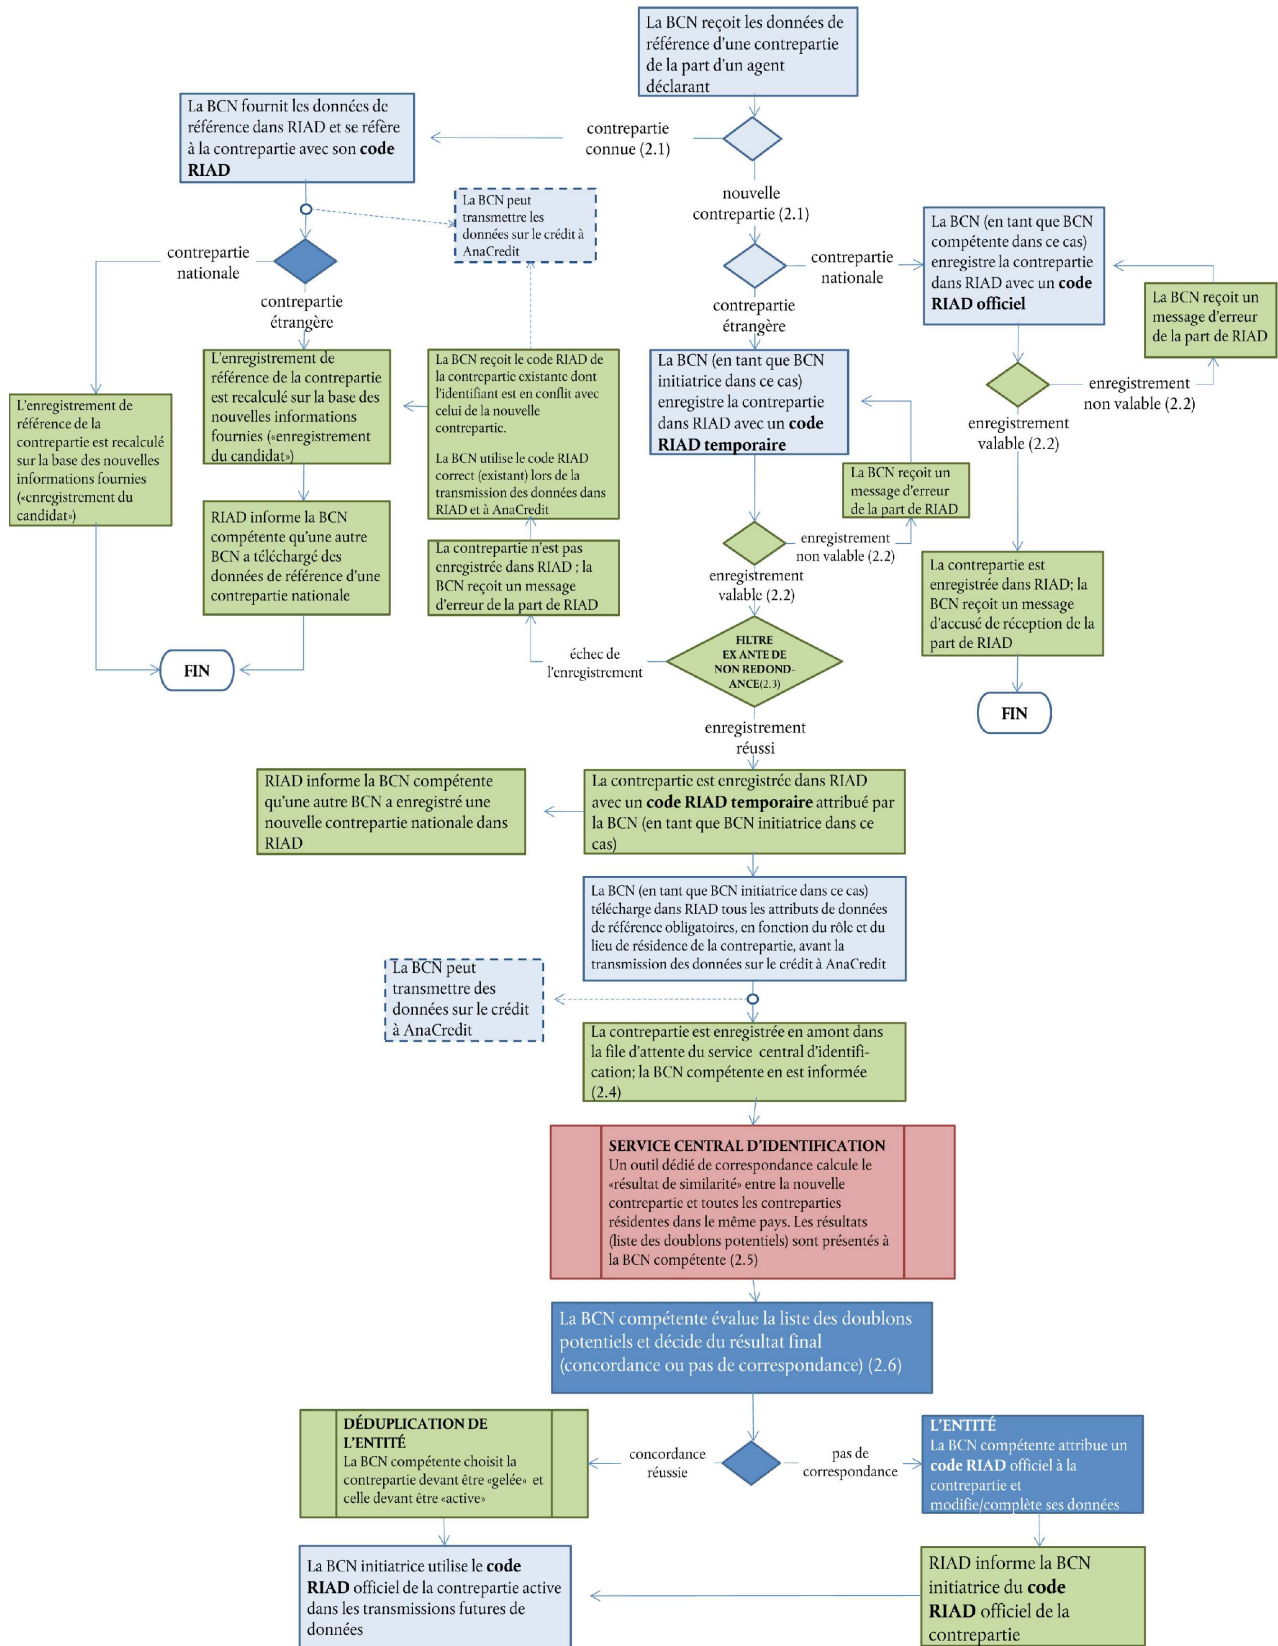 La BCN reçoit les données de
référence d'une contrepartie
de la part d'un agent
déclarant
La BCN fournit les données de
référence dans RIAD et se réfère
à la contrepartie avec son code
RIAD
contrepartie
connue (2.1)
nouvelle
contrepartie (2.1)
La BCN peut
transmettre les
données sur le crédit à
AnaCredit
contrepartie
nationale
contrepartie
étrangère
contrepartie
nationale
contrepartie
étrangère
La BCN (en tant que BCN
compétente dans ce cas)
enregistre la contrepartie
dans RIAD avec un code
RIAD officiel
La BCN reçoit un
message d'erreur
de la part de RIAD
enregistrement
non valable (2.2)
enregistrement
valable (2.2)
L'enregistrement de
référence de la
contrepartie est recalculé
sur la base des nouvelles
informations fournies
(«enregistrement du
candidat»)
L'enregistrement de
référence de la contrepartie
est recalculé sur la base des
nouvelles informations
fournies («enregistrement
du candidat»)
La BCN reçoit le code RIAD de
la contrepartie existante dont
l'identifiant est en conflit avec
celui de la nouvelle
contrepartie.
La BCN utilise le code RIAD
correct (existant) lors de la
transmission des données dans
RIAD et à AnaCredit
La BCN (en tant que BCN
initiatrice dans ce cas)
enregistre la contrepartie
dans RIAD avec un code
RIAD temporaire
La BCN reçoit un
message d'erreur
de la part de RIAD
RIAD informe la BCN
compétente qu'une autre
BCN a téléchargé des
données de référence d'une
contrepartie nationale
La contrepartie n'est pas
enregistrée dans RIAD ; la
BCN reçoit un message
d'erreur de la part de RIAD
enregistrement
non valable (2.2)
enregistrement
valable (2.2)
La contrepartie est
enregistrée dans RIAD; la
BCN reçoit un message
d'accusé de réception de la
part de RIAD
FIN
échec de
l'enregistrement
FILTRE
EX ANTE DE
NON REDOND-
ANCE(2.3)
FIN
enregistrement
réussi
RIAD informe la BCN compétente
qu'une autre BCN a enregistré une
nouvelle contrepartie nationale dans
RIAD
La contrepartie est enregistrée dans RIAD
avec un code RIAD temporaire attribué par
la BCN (en tant que BCN initiatrice dans ce
cas)
La BCN (en tant que BCN initiatrice dans ce cas)
télécharge dans RIAD tous les attributs de données
de référence obligatoires, en fonction du rôle et du
lieu de résidence de la contrepartie, avant la
transmission des données sur le crédit à AnaCredit
La BCN peut
transmettre des
données sur le crédit
à AnaCredit
La contrepartie est enregistrée en amont dans
la file d'attente du service central d'identifi-
cation; la BCN compétente en est informée
(2.4)
SERVICE CENTRAL D'IDENTIFICATION
Un outil dédié de correspondance calcule le
«résultat de similarité» entre la nouvelle
contrepartie et toutes les contreparties
résidentes dans le même pays. Les résultats
(liste des doublons potentiels) sont présentés à
la BCN compétente (2.5)
La BCN compétente évalue la liste des doublons
potentiels et décide du résultat final
(concordance ou pas de correspondance) (2.6)
DÉDUPLICATION DE
L'ENTITÉ
La BCN compétente choisit la
contrepartie devant être «gelée» et
celle devant être «active»
concordance
réussie
pas de
correspondance
L'ENTITÉ
La BCN compétente attribue un
code RIAD officiel à la
contrepartie et
modifie/complète ses données
La BCN initiatrice utilise le code
RIAD officiel de la contrepartie active
dans les transmissions futures de
données
RIAD informe la BCN
initiatrice du code
RIAD officiel de la
contrepartie